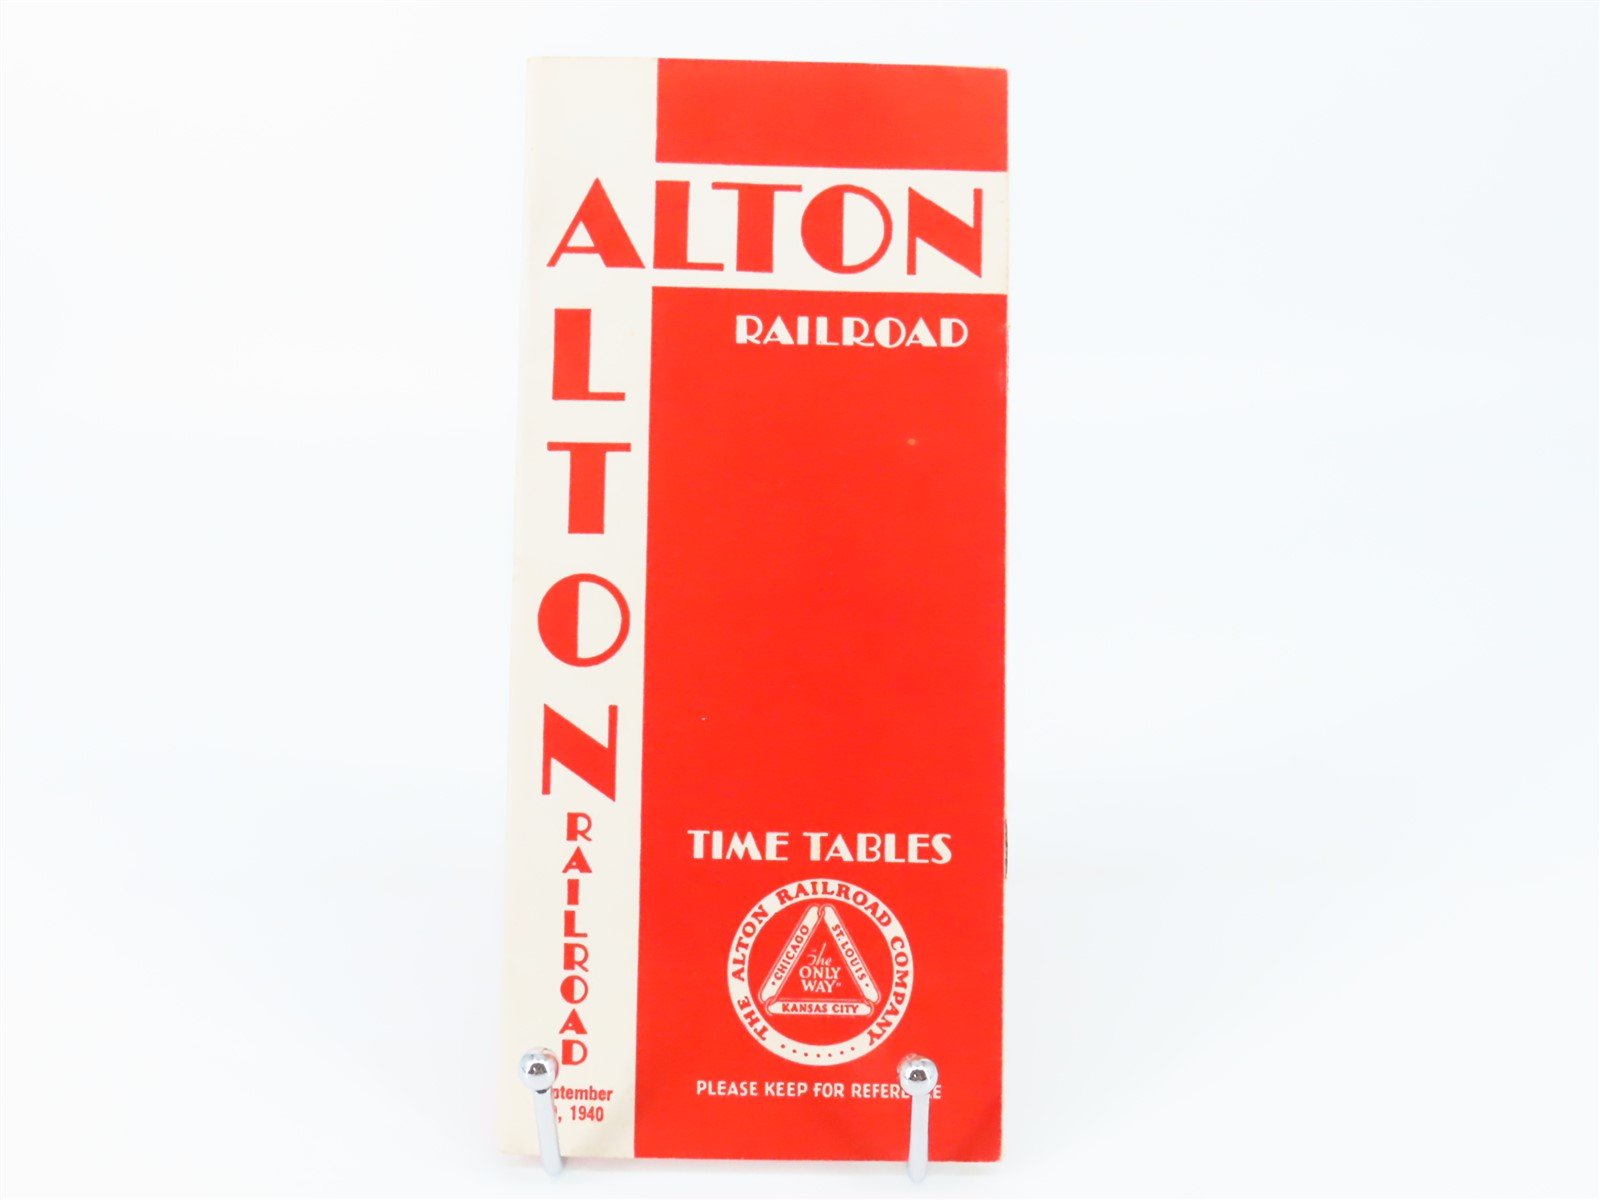 ALTON
RAILROAD
ALTON
RAILROAD
1940
TIME TABLES
THE ALTON RAILROAD COMPANY
CHICAGO
ST. LOUIS
KANSAS CITY
"The
ONLY
WAY"
PLEASE KEEP FOR